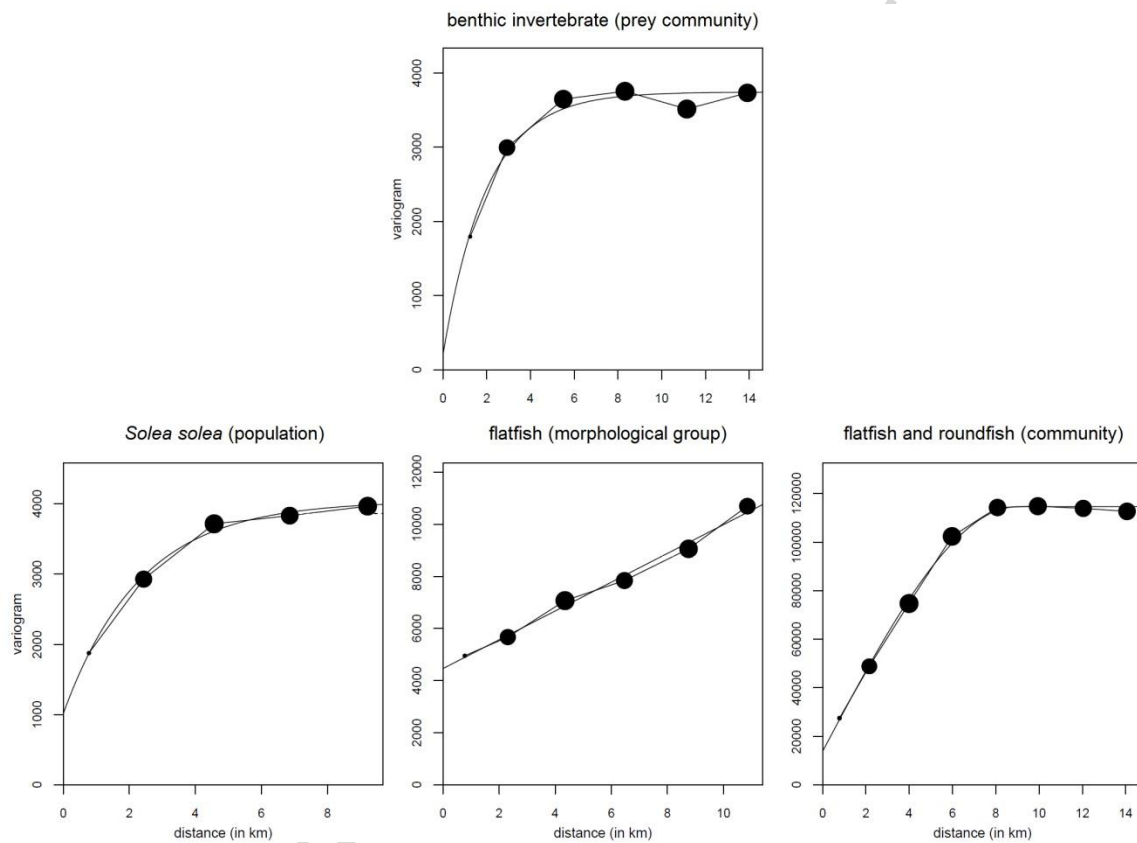 benthic invertebrate (prey community)
variogram
0 1000 2000 3000 4000
0 2 4 6 8 10 12 14
Solea solea (population)
variogram
0 1000 2000 3000 4000
0 2 4 6 8
distance (in km)
flatfish (morphological group)
0 2000 4000 6000 8000 10000 12000
0 2 4 6 8 10
distance (in km)
flatfish and roundfish (community)
0 20000 40000 60000 80000 100000 120000
0 2 4 6 8 10 12 14
distance (in km)